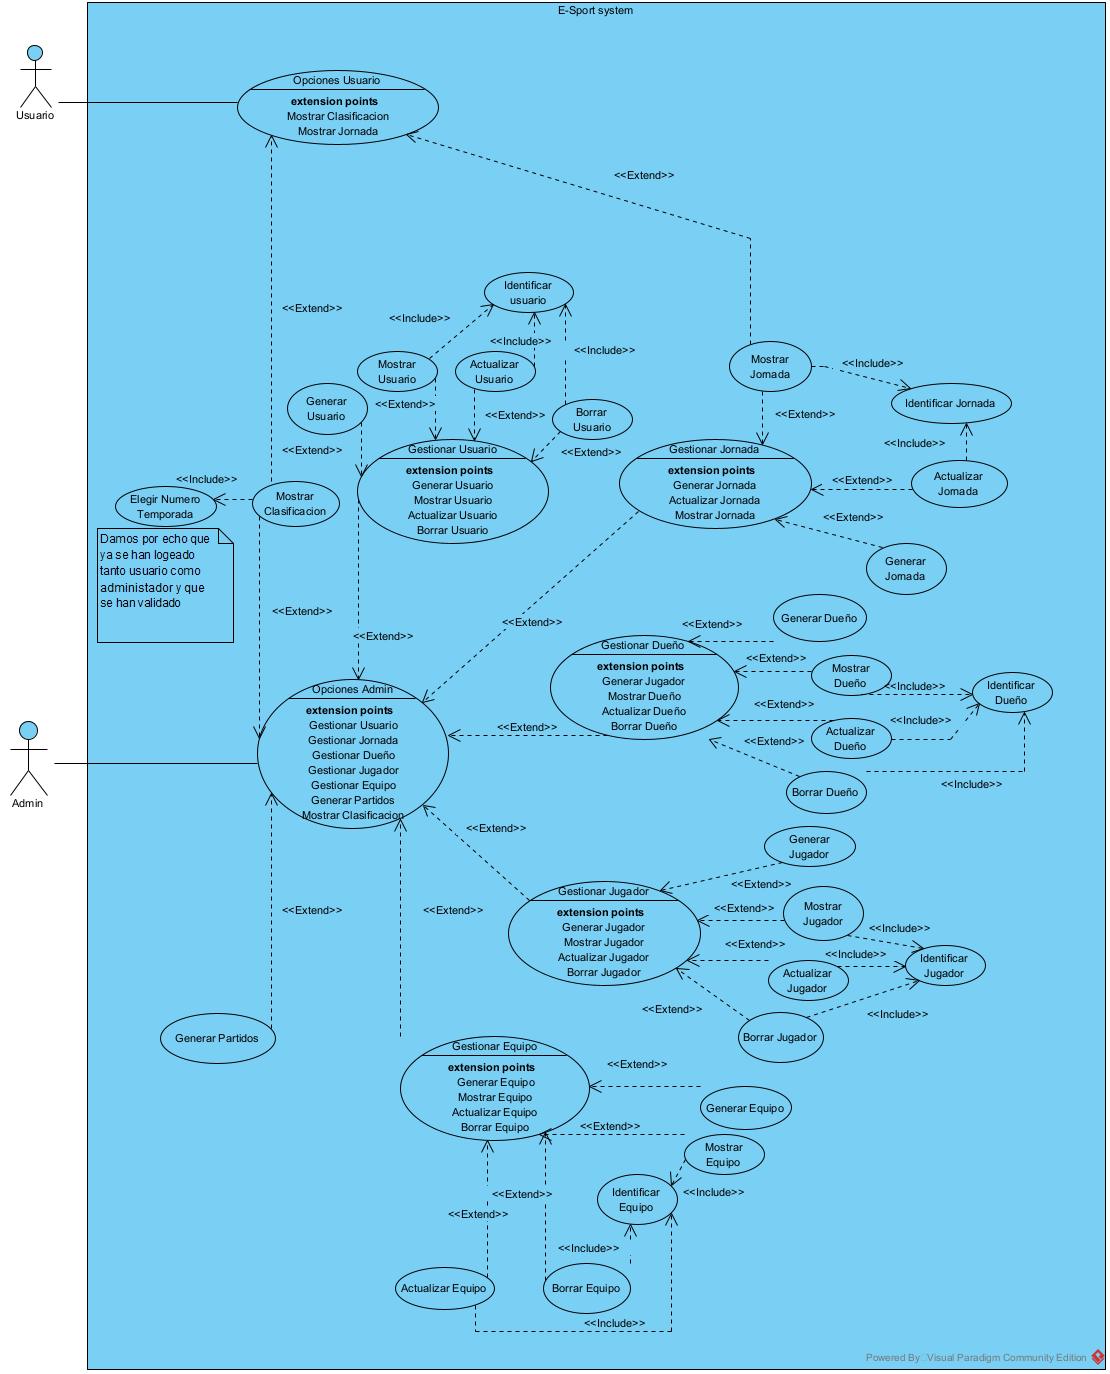 E-Sport system
Usuario
Opciones Usuario
extension points
Mostrar Clasificacion
Mostrar Jornada
<<Extend>>
<<Extend>>
Identificar
usuario
<<Include>>
<<Include>>
<<Include>>
Mostrar
Usuario
Actualizar
Usuario
Generar
Usuario
<<Extend>>
<<Extend>>
Borrar
Usuario
<<Extend>>
<<Extend>>
Gestionar Usuario
extension points
Generar Usuario
Mostrar Usuario
Actualizar Usuario
Borrar Usuario
Mostrar
Jornada
<<Include>>
Identificar Jornada
<<Extend>>
<<Include>>
Gestionar Jornada
extension points
Generar Jornada
Actualizar Jornada
Mostrar Jornada
<<Extend>>
Actualizar
Jornada
<<Extend>>
Generar
Jornada
<<Include>>
Elegir Numero
Temporada
Mostrar
Clasificacion
Damos por echo que
ya se han logeado
tanto usuario como
administador y que
se han validado
<<Extend>>
<<Extend>>
<<Extend>>
Generar Dueño
<<Extend>>
Gestionar Dueño
extension points
Generar Jugador
Mostrar Dueño
Actualizar Dueño
Borrar Dueño
<<Extend>>
Mostrar
Dueño
<<Include>>
Identificar
Dueño
<<Extend>>
Actualizar
Dueño
<<Include>>
<<Extend>>
Borrar Dueño
<<Include>>
<<Extend>>
Admin
Opciones Admin
extension points
Gestionar Usuario
Gestionar Jornada
Gestionar Dueño
Gestionar Jugador
Gestionar Equipo
Generar Partidos
Mostrar Clasificacion
<<Extend>>
Generar
Jugador
<<Extend>>
Gestionar Jugador
extension points
Generar Jugador
Mostrar Jugador
Actualizar Jugador
Borrar Jugador
<<Extend>>
Mostrar
Jugador
<<Include>>
<<Extend>>
<<Include>>
Identificar
Jugador
Actualizar
Jugador
<<Extend>>
<<Include>>
Borrar Jugador
<<Extend>>
<<Extend>>
Generar Partidos
Gestionar Equipo
extension points
Generar Equipo
Mostrar Equipo
Actualizar Equipo
Borrar Equipo
<<Extend>>
Generar Equipo
<<Extend>>
Mostrar
Equipo
<<Extend>>
Identificar
Equipo
<<Include>>
<<Extend>>
<<Include>>
Actualizar Equipo
Borrar Equipo
<<Include>>
Powered By Visual Paradigm Community Edition